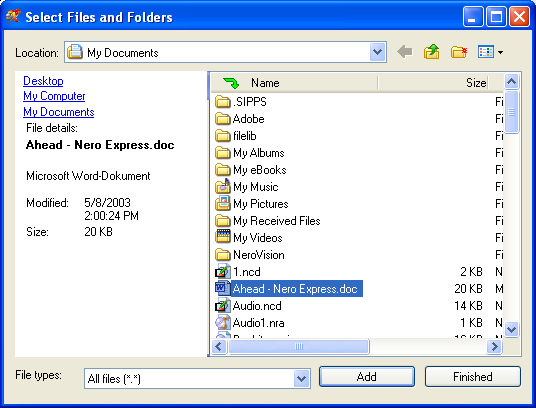 Select Files and Folders
Location: My Documents
Desktop
My Computer
My Documents
File details:
Ahead - Nero Express.doc
Microsoft Word-Dokument
Modified: 5/8/2003
2:00:24 PM
Size: 20 KB
Name Size
.SIPPS Fi
Adobe Fi
filelib Fi
My Albums Fi
My eBooks Fi
My Music Fi
My Pictures Fi
My Received Files Fi
My Videos Fi
NeroVision Fi
1.ncd 2 KB N
Ahead - Nero Express.doc 20 KB M
Audio.ncd 14 KB N
Audio1.nra 1 KB N
File types: All files (*.*) Add Finished